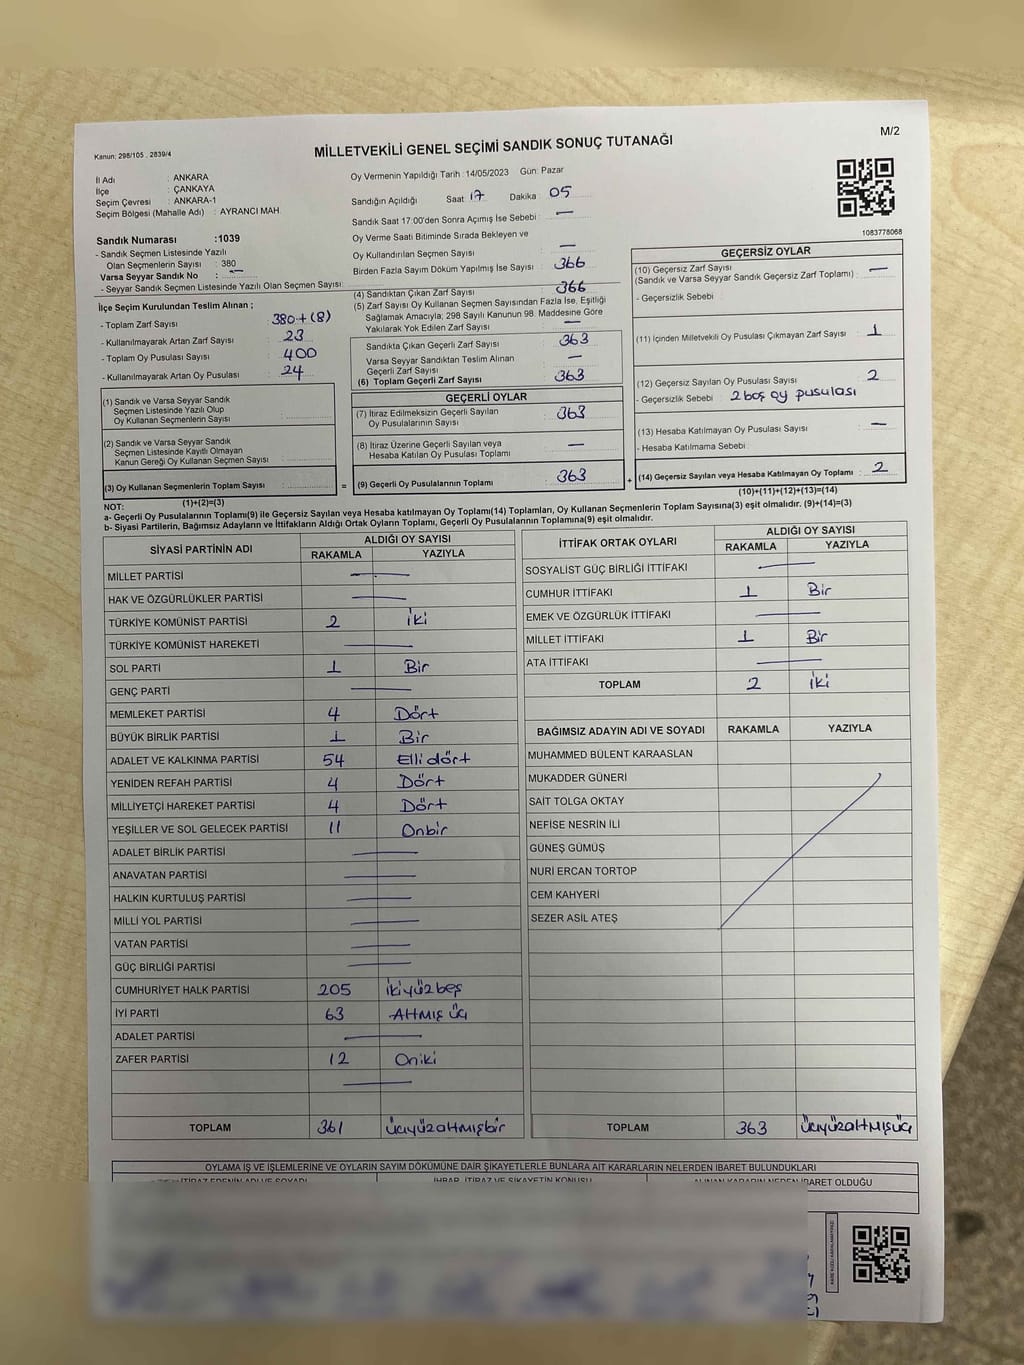 M/2
Kanun: 298/105 . 2839/4
MİLLETVEKİLİ GENEL SEÇİMİ SANDIK SONUÇ TUTANAĞI
İl Adı : ANKARA
İlçe : ÇANKAYA
Seçim Çevresi : ANKARA-1
Seçim Bölgesi (Mahalle Adı) : AYRANCI MAH
Sandık Numarası :1039
- Sandık Seçmen Listesinde Yazılı
Olan Seçmenlerin Sayısı : 380
Varsa Seyyar Sandık No : —
- Seyyar Sandık Seçmen Listesinde Yazılı Olan Seçmen Sayısı:
Oy Vermenin Yapıldığı Tarih : 14/05/2023 Gün: Pazar
Sandığın Açıldığı Saat 17 Dakika 05
Sandık Saat 17:00'den Sonra Açılmış İse Sebebi : —
Oy Verme Saati Bitiminde Sırada Bekleyen ve
Oy Kullandırılan Seçmen Sayısı : —
Birden Fazla Sayım Döküm Yapılmış İse Sayısı : 366
1083778068
İlçe Seçim Kurulundan Teslim Alınan ;
- Toplam Zarf Sayısı : 380+(8)
- Kullanılmayarak Artan Zarf Sayısı : 23
- Toplam Oy Pusulası Sayısı : 400
- Kullanılmayarak Artan Oy Pusulası : 24
(1) Sandık ve Varsa Seyyar Sandık
Seçmen Listesinde Yazılı Olup
Oy Kullanan Seçmenlerin Sayısı :
(2) Sandık ve Varsa Seyyar Sandık
Seçmen Listesinde Kayıtlı Olmayan
Kanun Gereği Oy Kullanan Seçmen Sayısı :
(3) Oy Kullanan Seçmenlerin Toplam Sayısı :
(1)+(2)=(3)
(4) Sandıktan Çıkan Zarf Sayısı : 366
(5) Zarf Sayısı Oy Kullanan Seçmen Sayısından Fazla İse, Eşitliği
Sağlamak Amacıyla; 298 Sayılı Kanunun 98. Maddesine Göre
Yakılarak Yok Edilen Zarf Sayısı : —
Sandıkta Çıkan Geçerli Zarf Sayısı : 363
Varsa Seyyar Sandıktan Teslim Alınan
Geçerli Zarf Sayısı : —
(6) Toplam Geçerli Zarf Sayısı : 363
GEÇERLİ OYLAR
(7) İtiraz Edilmeksizin Geçerli Sayılan
Oy Pusulalarının Sayısı : 363
(8) İtiraz Üzerine Geçerli Sayılan veya
Hesaba Katılan Oy Pusulası Toplamı : —
= (9) Geçerli Oy Pusulalarının Toplamı : 363
GEÇERSİZ OYLAR
(10) Geçersiz Zarf Sayısı
(Sandık ve Varsa Seyyar Sandık Geçersiz Zarf Toplamı) : —
- Geçersizlik Sebebi :
(11) İçinden Milletvekili Oy Pusulası Çıkmayan Zarf Sayısı : 1
(12) Geçersiz Sayılan Oy Pusulası Sayısı : 2
- Geçersizlik Sebebi : 2 boş oy pusulası
(13) Hesaba Katılmayan Oy Pusulası Sayısı : —
- Hesaba Katılmama Sebebi :
+ (14) Geçersiz Sayılan veya Hesaba Katılmayan Oy Toplamı : 2
(10)+(11)+(12)+(13)=(14)
NOT:
a- Geçerli Oy Pusulalarının Toplamı(9) ile Geçersiz Sayılan veya Hesaba katılmayan Oy Toplamı(14) Toplamları, Oy Kullanan Seçmenlerin Toplam Sayısına(3) eşit olmalıdır. (9)+(14)=(3)
b- Siyasi Partilerin, Bağımsız Adayların ve İttifakların Aldığı Ortak Oyların Toplamı, Geçerli Oy Pusulalarının Toplamına(9) eşit olmalıdır.
SİYASİ PARTİNİN ADI ALDIĞI OY SAYISI
RAKAMLA YAZIYLA
MİLLET PARTİSİ —
HAK VE ÖZGÜRLÜKLER PARTİSİ —
TÜRKİYE KOMÜNİST PARTİSİ 2 İki
TÜRKİYE KOMÜNİST HAREKETİ —
SOL PARTİ 1 Bir
GENÇ PARTİ —
MEMLEKET PARTİSİ 4 Dört
BÜYÜK BİRLİK PARTİSİ 1 Bir
ADALET VE KALKINMA PARTİSİ 54 Elli dört
YENİDEN REFAH PARTİSİ 4 Dört
MİLLİYETÇİ HAREKET PARTİSİ 4 Dört
YEŞİLLER VE SOL GELECEK PARTİSİ 11 Onbir
ADALET BİRLİK PARTİSİ —
ANAVATAN PARTİSİ —
HALKIN KURTULUŞ PARTİSİ —
MİLLİ YOL PARTİSİ —
VATAN PARTİSİ —
GÜÇ BİRLİĞİ PARTİSİ —
CUMHURİYET HALK PARTİSİ 205 ikiyüzbeş
İYİ PARTİ 63 Altmış üç
ADALET PARTİSİ —
ZAFER PARTİSİ 12 Oniki
—
TOPLAM 361 üçyüzaltmışbir
İTTİFAK ORTAK OYLARI ALDIĞI OY SAYISI
RAKAMLA YAZIYLA
SOSYALİST GÜÇ BİRLİĞİ İTTİFAKI —
CUMHUR İTTİFAKI 1 Bir
EMEK VE ÖZGÜRLÜK İTTİFAKI —
MİLLET İTTİFAKI 1 Bir
ATA İTTİFAKI —
TOPLAM 2 İki
BAĞIMSIZ ADAYIN ADI VE SOYADI RAKAMLA YAZIYLA
MUHAMMED BÜLENT KARAASLAN
MUKADDER GÜNERİ
SAİT TOLGA OKTAY
NEFİSE NESRİN İLİ
GÜNEŞ GÜMÜŞ
NURİ ERCAN TORTOP
CEM KAHYERİ
SEZER ASİL ATEŞ
TOPLAM 363 üçyüzaltmışüç
OYLAMA İŞ VE İŞLEMLERİNE VE OYLARIN SAYIM DÖKÜMÜNE DAİR ŞİKAYETLERLE BUNLARA AİT KARARLARIN NELERDEN İBARET BULUNDUKLARI
İTİRAZ EDENİN ADI VE SOYADI İHBAR, İTİRAZ VE ŞİKAYETİN KONUSU ALINAN KARARIN NEDEN İBARET OLDUĞU